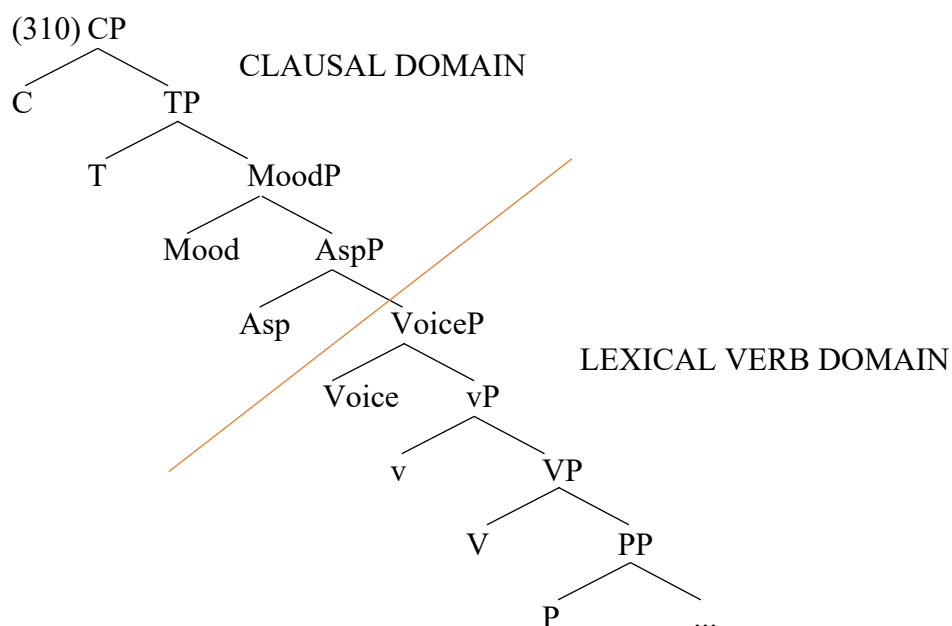 (310) CP
CLAUSAL DOMAIN
C TP
T MoodP
Mood AspP
Asp VoiceP
LEXICAL VERB DOMAIN
Voice vP
v VP
V PP
P ...